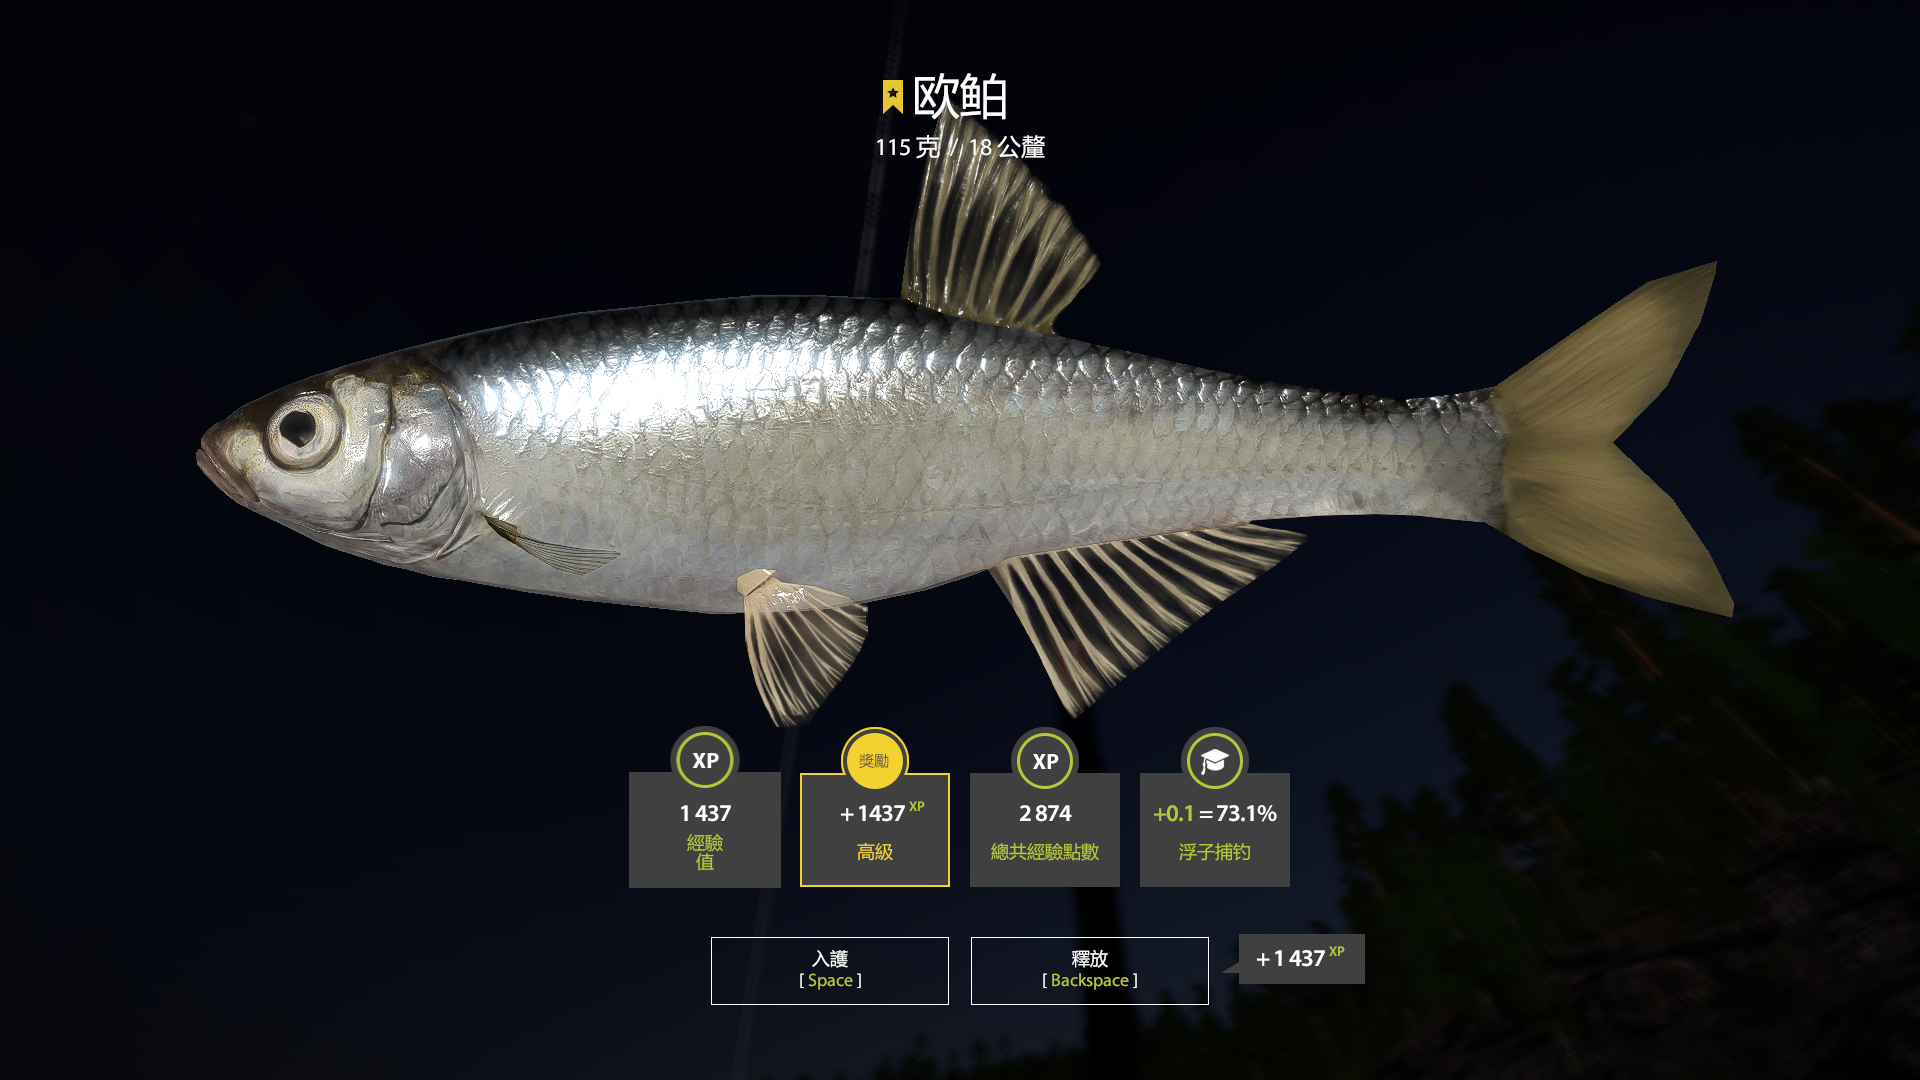 欧鲌
115 克 / 18 公釐
XP
1 437
經驗
值
獎勵
+ 1437 XP
高級
XP
2 874
總共經驗點數
+0.1 = 73.1%
浮子捕钓
入護
[ Space ]
釋放
[ Backspace ]
+ 1 437 XP